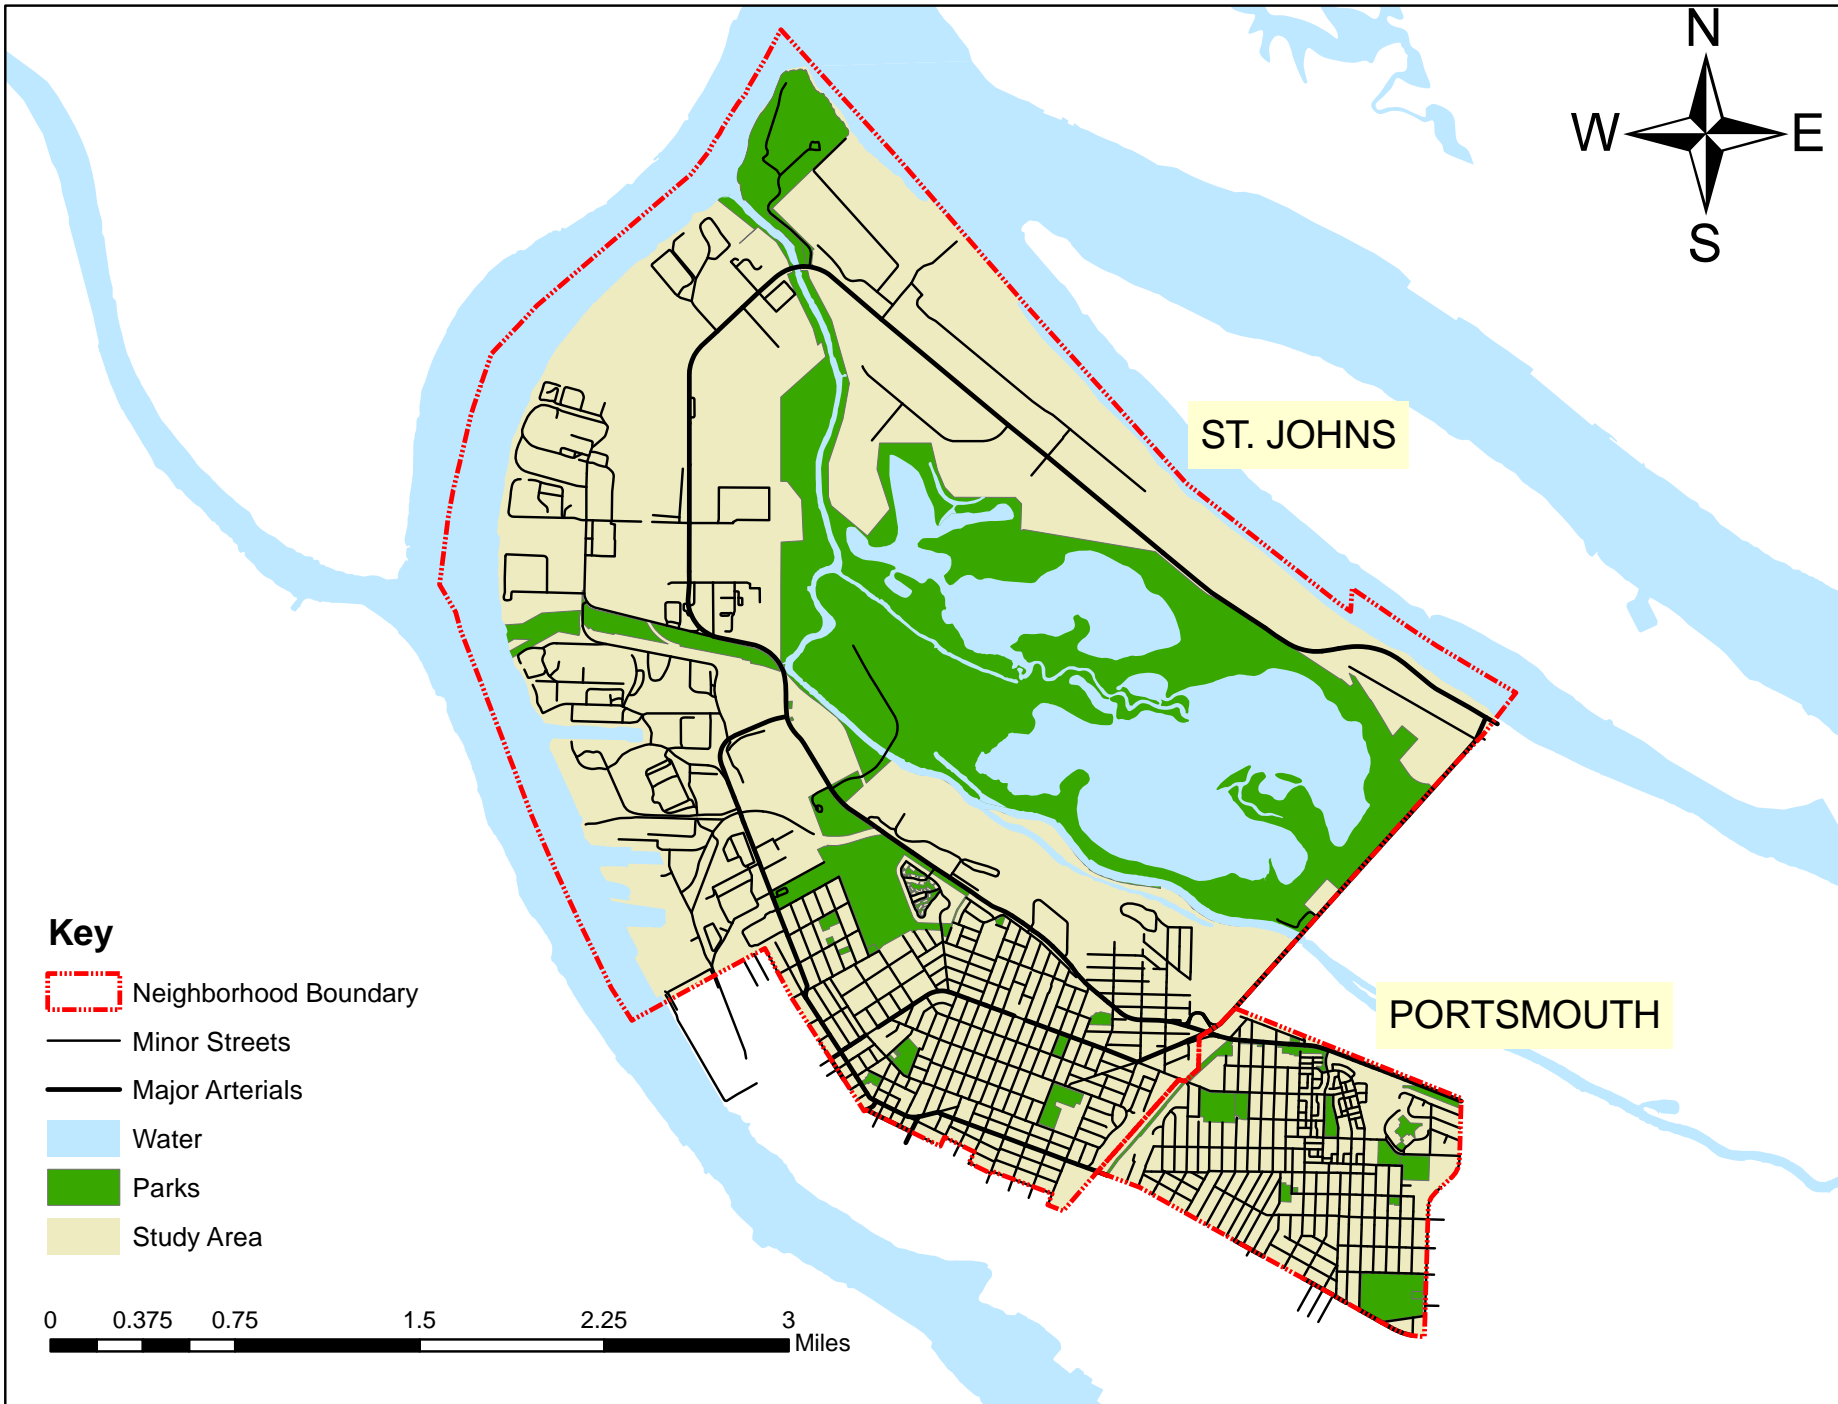 N
W E
S
ST. JOHNS
PORTSMOUTH
Key
Neighborhood Boundary
Minor Streets
Major Arterials
Water
Parks
Study Area
0 0.375 0.75 1.5 2.25 3
Miles